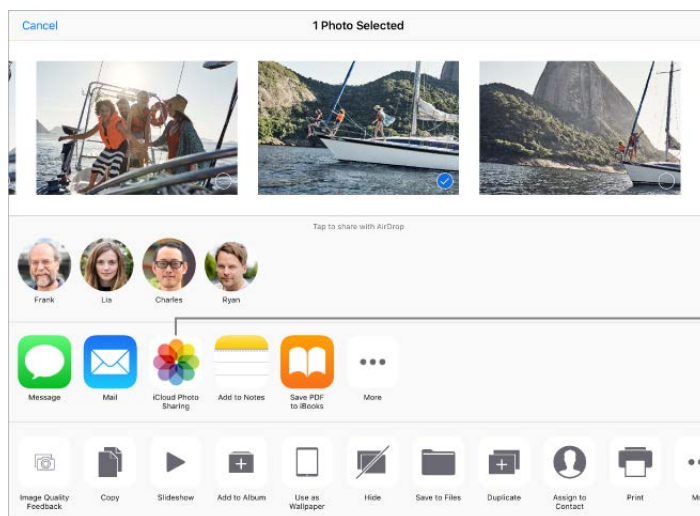 Cancel
1 Photo Selected
Tap to share with AirDrop
Frank
Lia
Charles
Ryan
Message
Mail
iCloud Photo
Sharing
Add to Notes
Save PDF
to iBooks
More
Image Quality
Feedback
Copy
Slideshow
Add to Album
Use as
Wallpaper
Hide
Save to Files
Duplicate
Assign to
Contact
Print